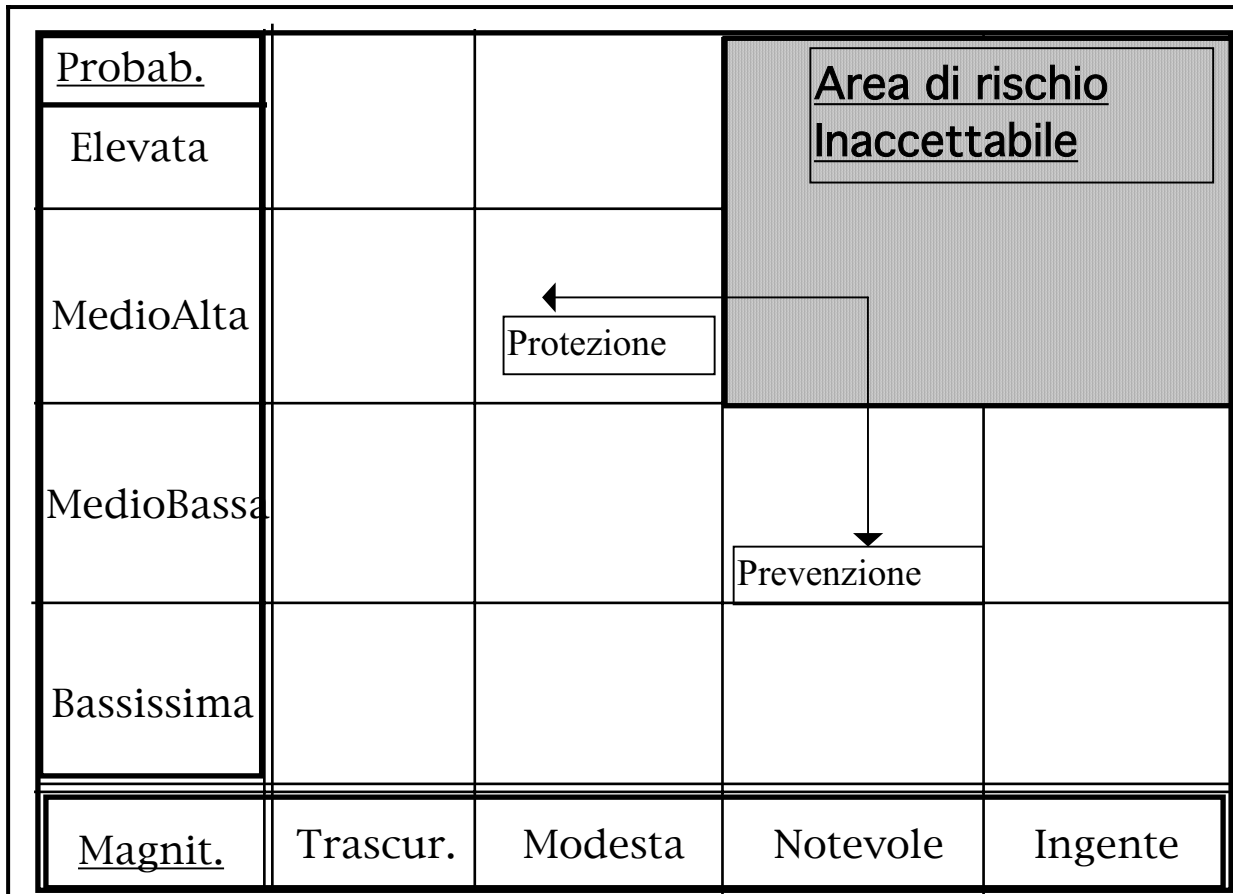 Probab.
Area di rischio
Inaccettabile
Elevata
MedioAlta
Protezione
MedioBassa
Prevenzione
Bassissima
Magnit.
Trascur.
Modesta
Notevole
Ingente